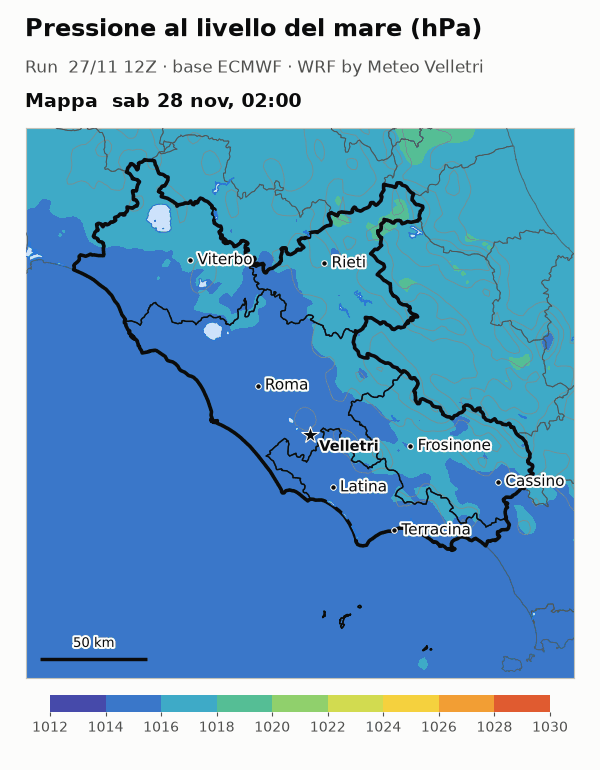 Pressione al livello del mare (hPa)
Run  27/11 12Z · base ECMWF · WRF by Meteo Velletri
Mappa  sab 28 nov, 02:00
Viterbo
Rieti
Roma
Velletri
Frosinone
Latina
Cassino
Terracina
50 km
1012 1014 1016 1018 1020 1022 1024 1026 1028 1030